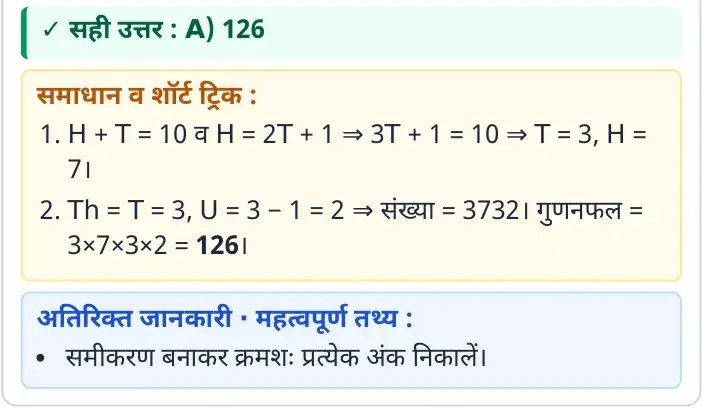 ✓ सही उत्तर : A) 126
समाधान व शॉर्ट ट्रिक :
1. H + T = 10 व H = 2T + 1 ⇒ 3T + 1 = 10 ⇒ T = 3, H =
7।
2. Th = T = 3, U = 3 − 1 = 2 ⇒ संख्या = 3732। गुणनफल =
3×7×3×2 = 126।
अतिरिक्त जानकारी · महत्वपूर्ण तथ्य :
• समीकरण बनाकर क्रमशः प्रत्येक अंक निकालें।